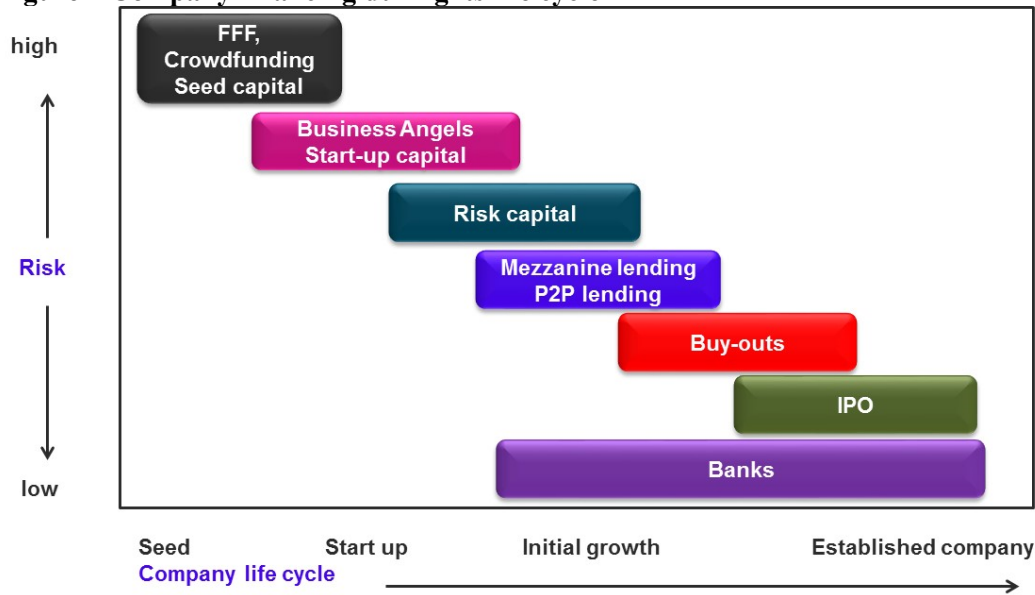 high
FFF,
Crowdfunding
Seed capital
Business Angels
Start-up capital
Risk capital
Risk
Mezzanine lending
P2P lending
Buy-outs
IPO
Banks
low
Seed Start up Initial growth Established company
Company life cycle